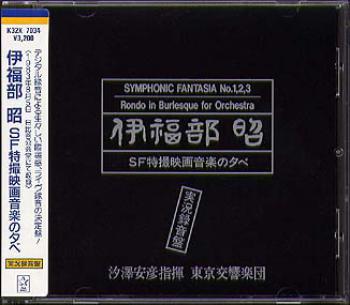 K32X 7034
¥3,200
伊福部 昭
SF特撮映画音楽の夕べ
実況録音盤
SYMPHONIC FANTASIA No.1,2,3
Rondo in Burlesque for Orchestra
伊福部 昭
SF特撮映画音楽の夕べ
実況録音盤
汐澤安彦指揮 東京交響楽団